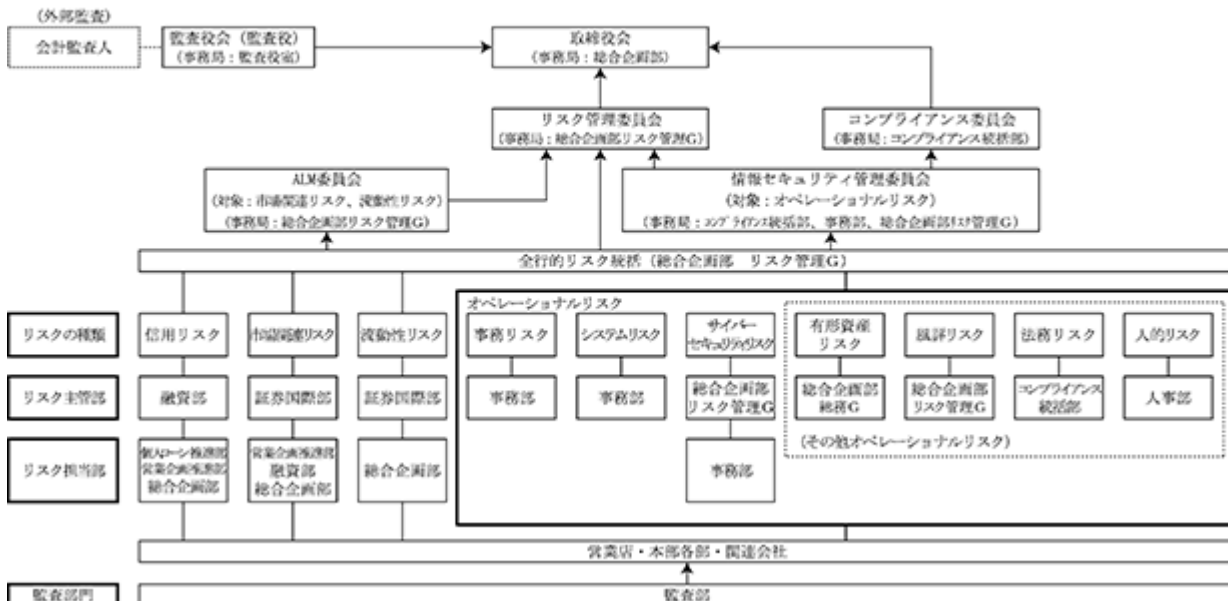 (外部監査)
会計監査人
監査役会（監査役）
(事務局：監査役室)
取締役会
(事務局：総合企画部)
リスク管理委員会
(事務局：総合企画部リスク管理G)
コンプライアンス委員会
(事務局：コンプライアンス統括部)
ALM委員会
(対象：市場関連リスク、流動性リスク)
(事務局：総合企画部リスク管理G)
情報セキュリティ管理委員会
(対象：オペレーショナルリスク)
(事務局：コンプライアンス統括部、事務部、総合企画部リスク管理G)
全行的リスク統括（総合企画部　リスク管理G）
オペレーショナルリスク
リスクの種類
信用リスク
市場関連リスク
流動性リスク
事務リスク
システムリスク
サイバー
セキュリティリスク
有形資産
リスク
風評リスク
法務リスク
人的リスク
リスク主管部
融資部
証券国際部
証券国際部
事務部
事務部
総合企画部
リスク管理G
総合企画部
総務G
総合企画部
リスク管理G
コンプライアンス
統括部
人事部
(その他オペレーショナルリスク)
リスク担当部
個人ローン推進部
営業企画推進部
総合企画部
営業企画推進部
融資部
総合企画部
総合企画部
事務部
営業店・本部各部・関連会社
監査部門
監査部